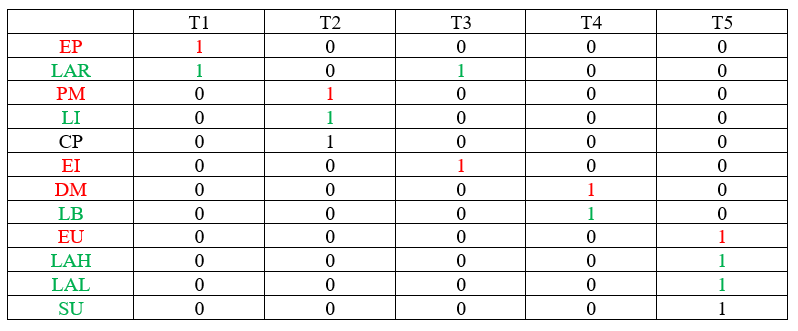 T1 T2 T3 T4 T5
EP 1 0 0 0 0
LAR 1 0 1 0 0
PM 0 1 0 0 0
LI 0 1 0 0 0
CP 0 1 0 0 0
EI 0 0 1 0 0
DM 0 0 0 1 0
LB 0 0 0 1 0
EU 0 0 0 0 1
LAH 0 0 0 0 1
LAL 0 0 0 0 1
SU 0 0 0 0 1